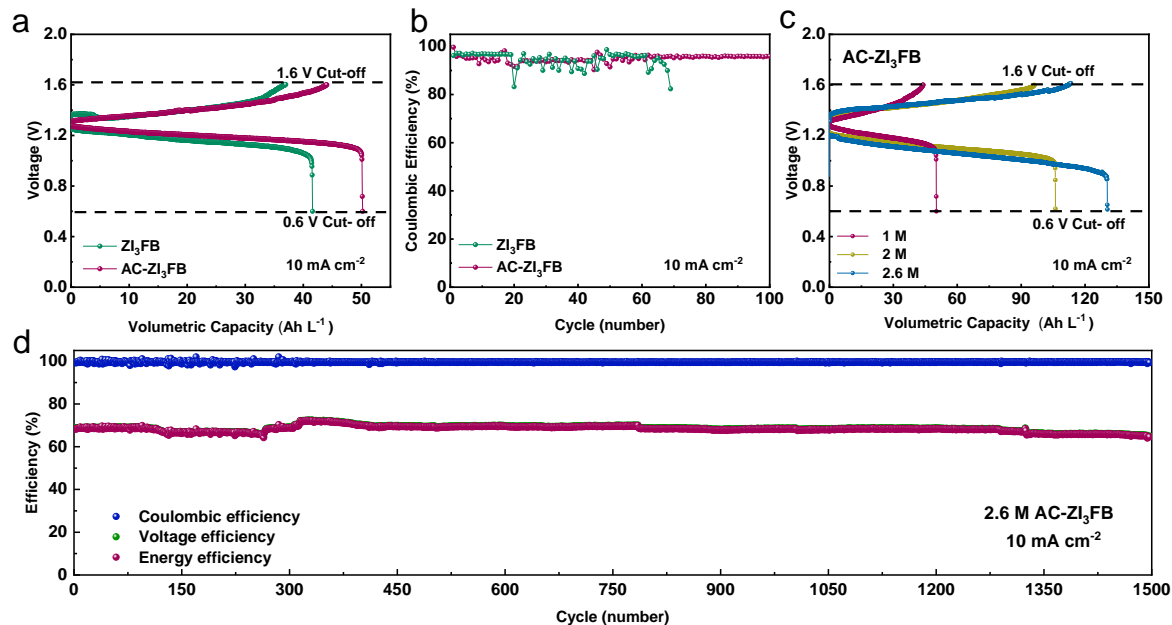 a
2.0
1.6
1.2
0.8
0.4
Voltage (V)
1.6 V Cut-off
0.6 V Cut- off
ZI₃FB
AC-ZI₃FB
10 mA cm⁻²
0 10 20 30 40 50
Volumetric Capacity (Ah L⁻¹)
b
100
80
60
40
20
0
Coulombic Efficiency (%)
ZI₃FB
AC-ZI₃FB
10 mA cm⁻²
0 20 40 60 80 100
Cycle (number)
c
2.0
1.6
1.2
0.8
0.4
Voltage (V)
AC-ZI₃FB
1.6 V Cut- off
0.6 V Cut- off
1 M
2 M
2.6 M
10 mA cm⁻²
0 30 60 90 120 150
Volumetric Capacity (Ah L⁻¹)
d
100
80
60
40
20
0
Efficiency (%)
Coulombic efficiency
Voltage efficiency
Energy efficiency
2.6 M AC-ZI₃FB
10 mA cm⁻²
0 150 300 450 600 750 900 1050 1200 1350 1500
Cycle (number)